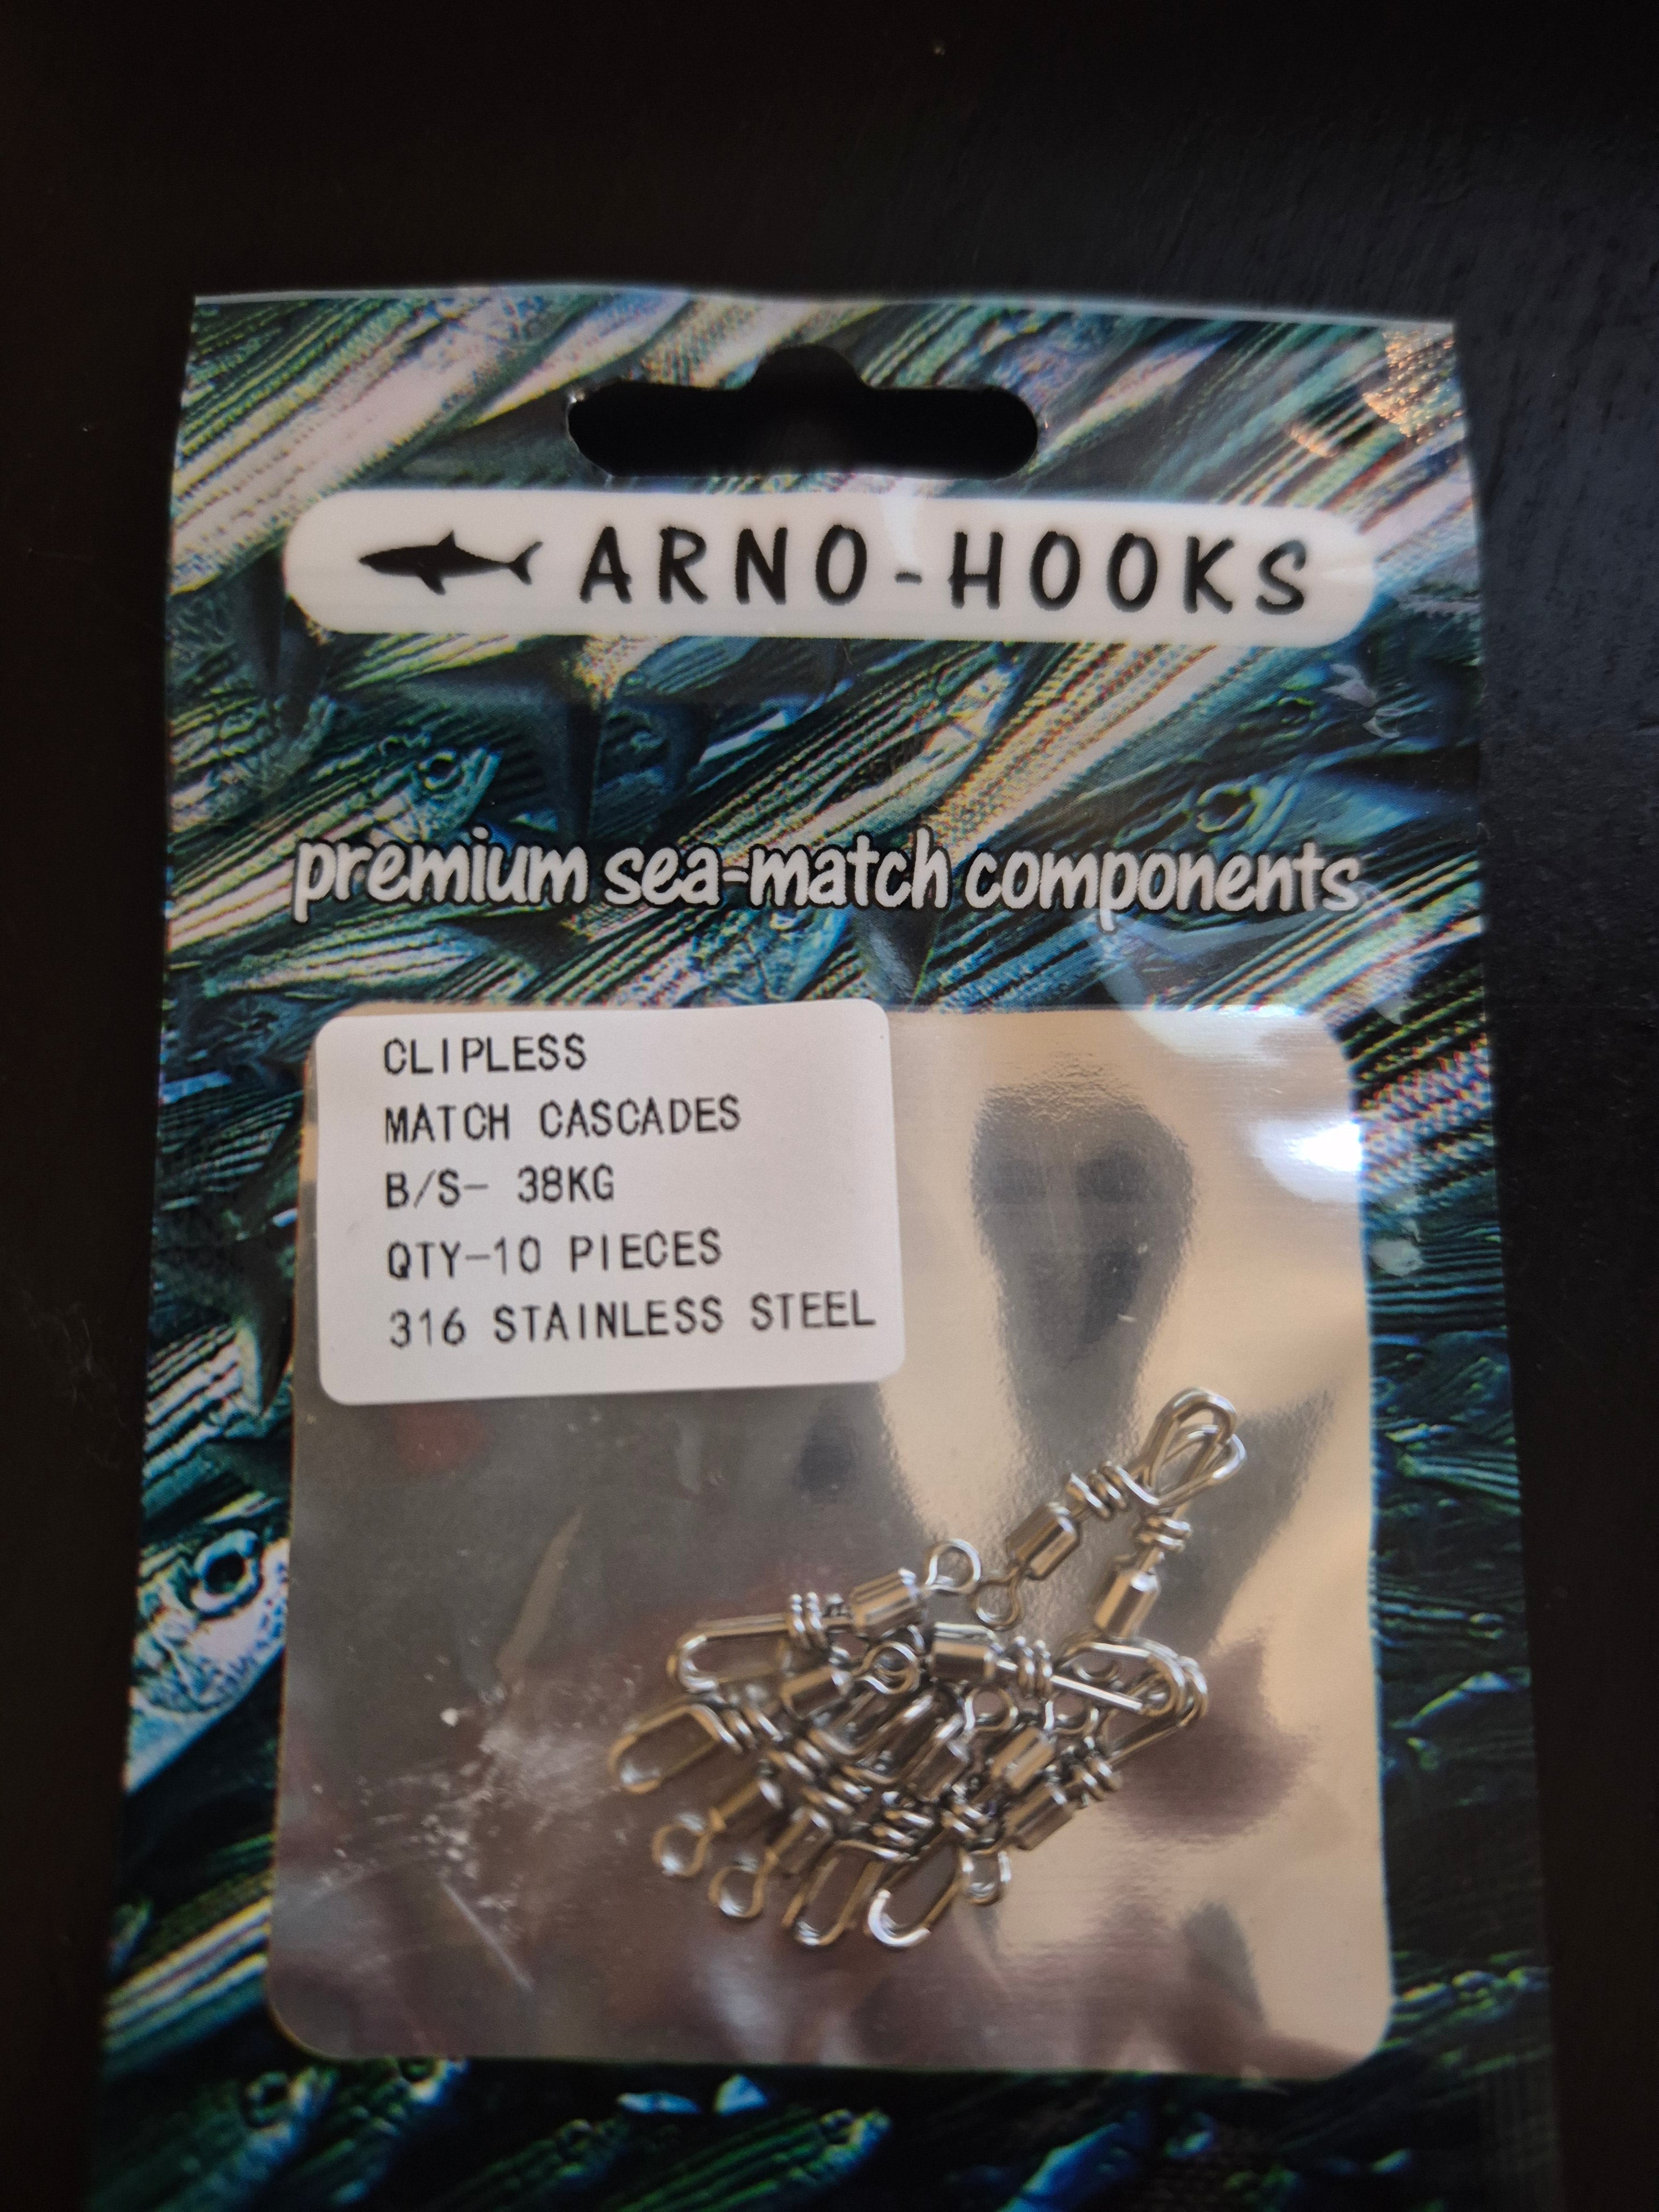 ARNO-HOOKS
premium sea-match components
CLIPLESS
MATCH CASCADES
B/S- 38KG
QTY-10 PIECES
316 STAINLESS STEEL